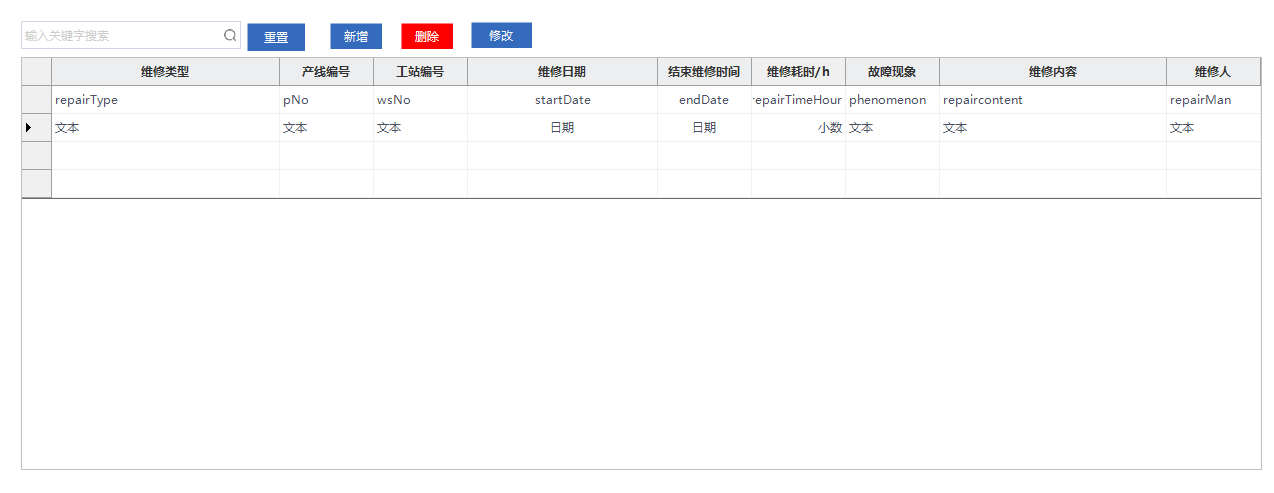 输入关键字搜索 重置 新增 删除 修改
维修类型 产线编号 工站编号 维修日期 结束维修时间 维修耗时/h 故障现象 维修内容 维修人
repairType pNo wsNo startDate endDate repairTimeHour phenomenon repaircontent repairMan
文本 文本 文本 日期 日期 小数 文本 文本 文本